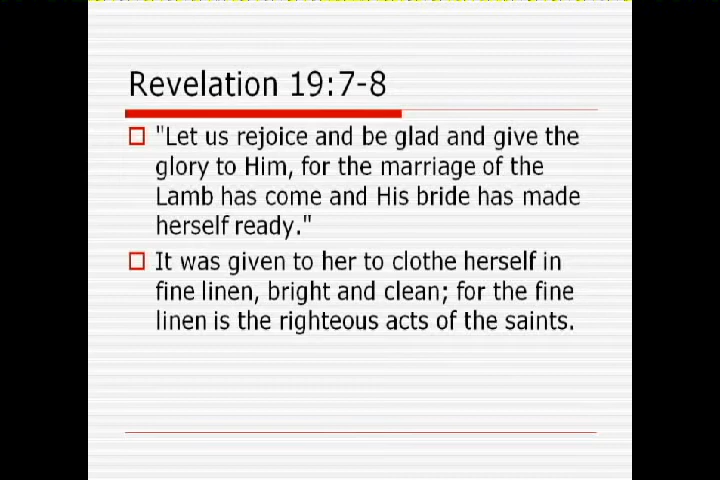 Revelation 19:7-8
"Let us rejoice and be glad and give the
glory to Him, for the marriage of the
Lamb has come and His bride has made
herself ready."
It was given to her to clothe herself in
fine linen, bright and clean; for the fine
linen is the righteous acts of the saints.